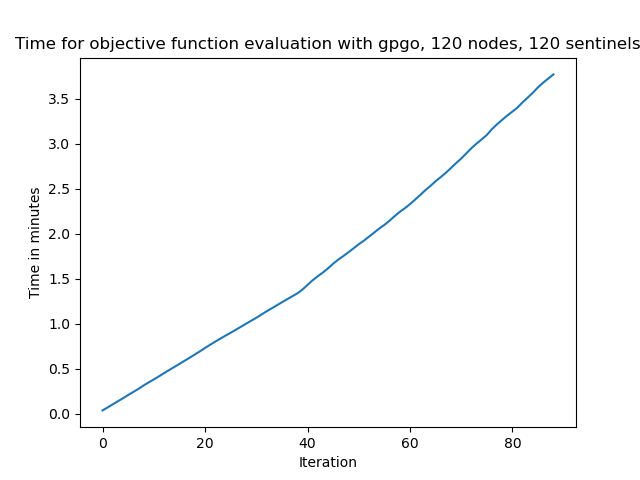 Time for objective function evaluation with gpgo, 120 nodes, 120 sentinels
3.5
3.0
2.5
2.0
1.5
1.0
0.5
0.0
Time in minutes
0 20 40 60 80
Iteration